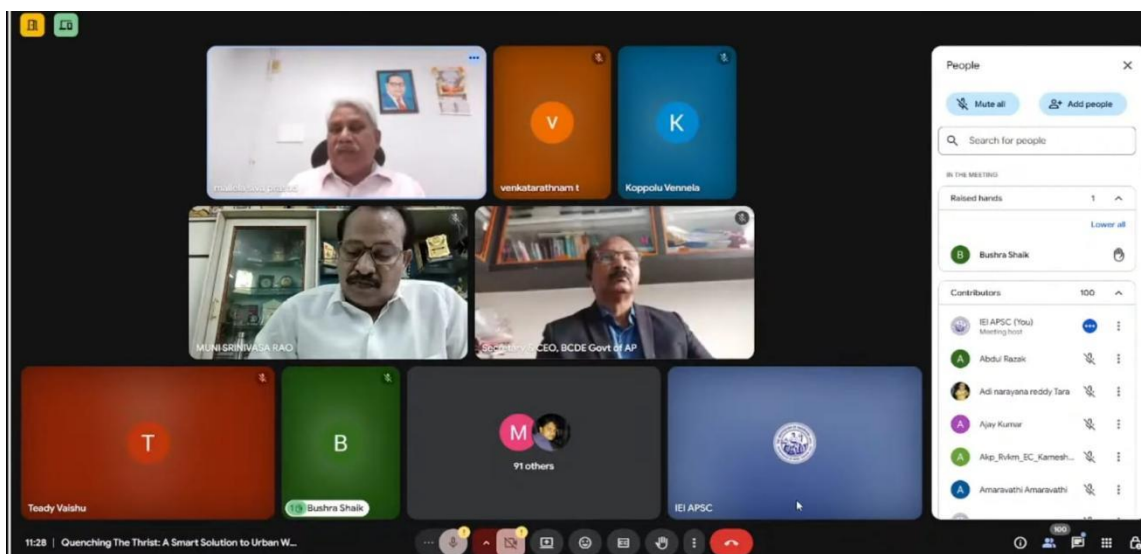 V
K
venkatarathnam t
Koppolu Vennela
MUNI SRINIVASA RAO
Secretary & CEO, BCDE Govt of AP
T
B
M
91 others
Teady Vaishu
1
Bushra Shaik
IEI APSC
People
Mute all
Add people
Search for people
IN THE MEETING
Raised hands 1
Lower all
B Bushra Shaik
Contributors 100
IEI APSC (You)
Meeting host
A Abdul Razak
Adi narayana reddy Tara
A Ajay Kumar
A Akp_Rvkm_EC_Kamesh...
A Amaravathi Amaravathi
100
11:28 | Quenching The Thrist: A Smart Solution to Urban W...